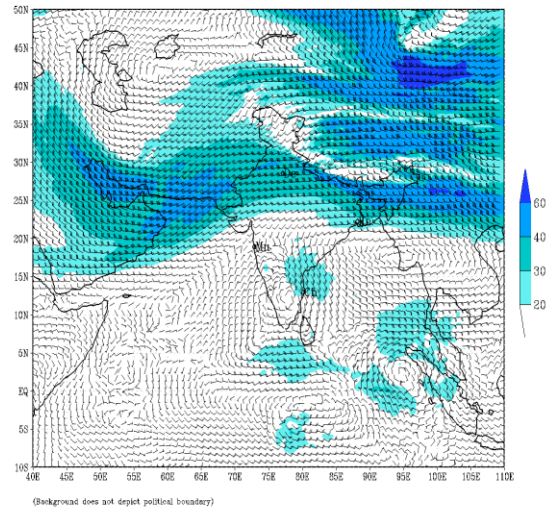 50N
45N
40N
35N
30N
25N
20N
15N
10N
5N
EQ
5S
10S
40E 45E 50E 55E 60E 65E 70E 75E 80E 85E 90E 95E 100E 105E 110E
60
40
30
20
(Background does not depict political boundary)